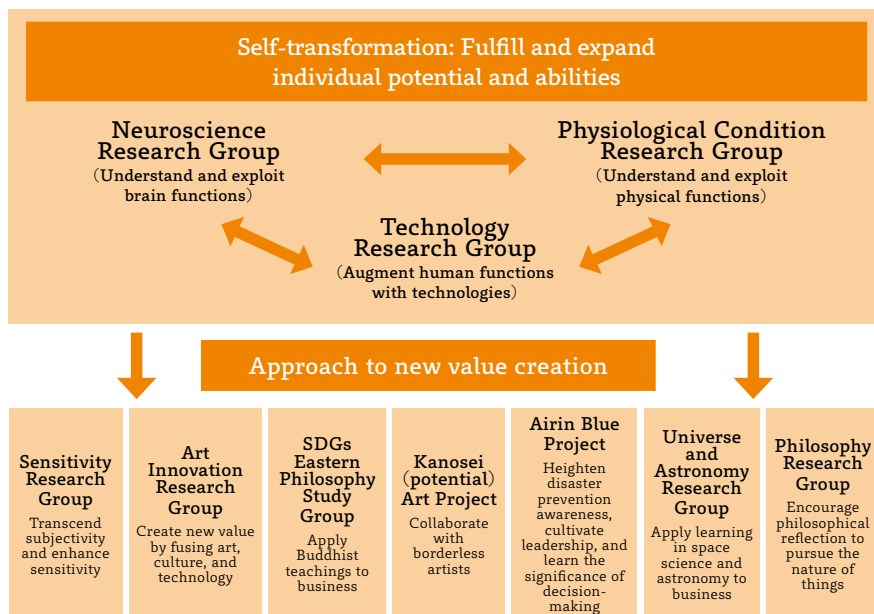 Self-transformation: Fulfill and expand
individual potential and abilities
Neuroscience
Research Group
(Understand and exploit
brain functions)
Physiological Condition
Research Group
(Understand and exploit
physical functions)
Technology
Research Group
(Augment human functions
with technologies)
Approach to new value creation
Sensitivity
Research
Group
Transcend
subjectivity
and enhance
sensitivity
Art
Innovation
Research
Group
Create new value
by fusing art,
culture, and
technology
SDGs
Eastern
Philosophy
Study
Group
Apply
Buddhist
teachings to
business
Kanosei
(potential)
Art Project
Collaborate
with
borderless
artists
Airin Blue
Project
Heighten
disaster
prevention
awareness,
cultivate
leadership, and
learn the
significance of
decision-
making
Universe
and
Astronomy
Research
Group
Apply learning
in space
science and
astronomy to
business
Philosophy
Research
Group
Encourage
philosophical
reflection to
pursue the
nature of
things